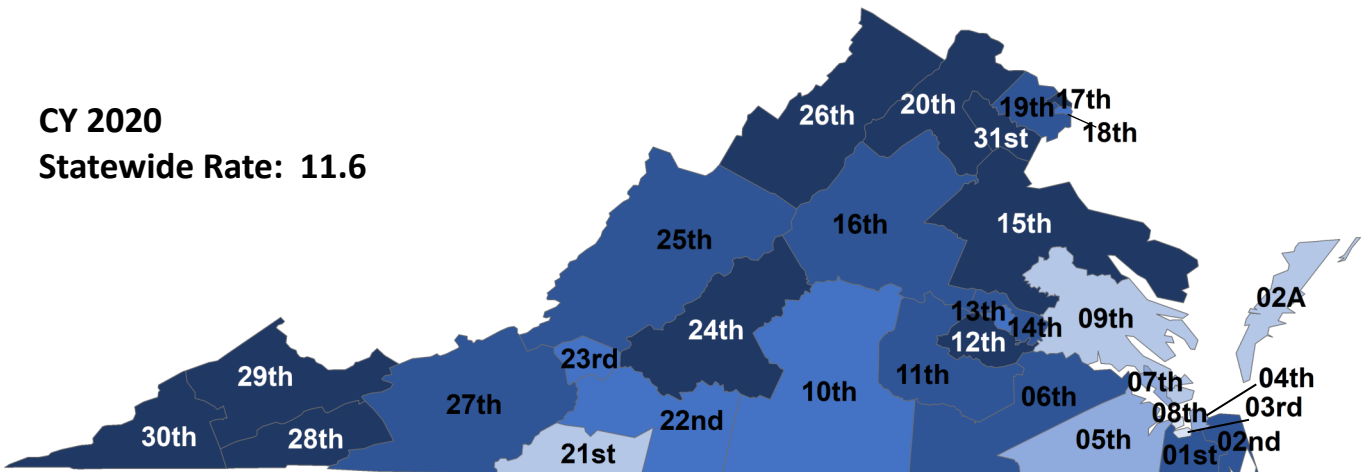 CY 2020
Statewide Rate: 11.6
26th
20th
19th
17th
18th
31st
25th
16th
15th
02A
24th
13th
14th
12th
09th
23rd
29th
27th
10th
11th
06th
07th
04th
03rd
08th
30th
28th
22nd
21st
05th
01st
02nd